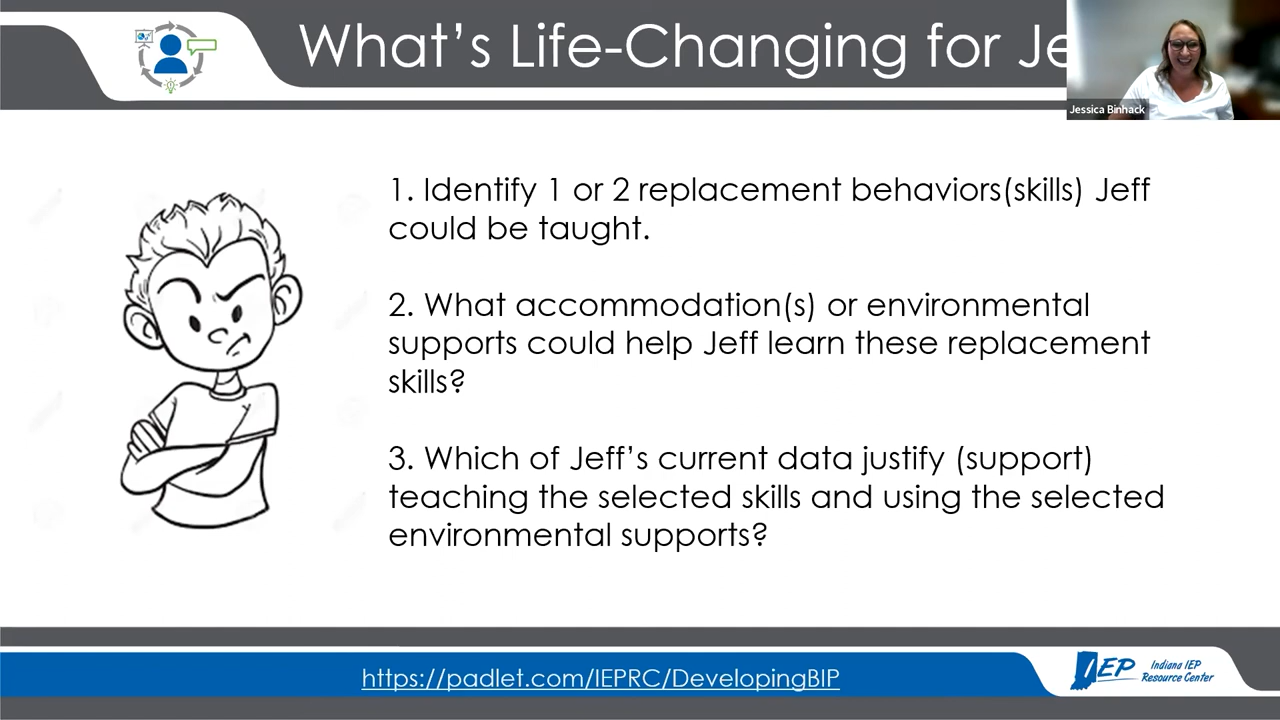 What's Life-Changing for Je
Jessica Binhack
1. Identify 1 or 2 replacement behaviors(skills) Jeff
could be taught.
2. What accommodation(s) or environmental
supports could help Jeff learn these replacement
skills?
3. Which of Jeff's current data justify (support)
teaching the selected skills and using the selected
environmental supports?
https://padlet.com/IEPRC/DevelopingBIP
IEP
Indiana IEP
Resource Center